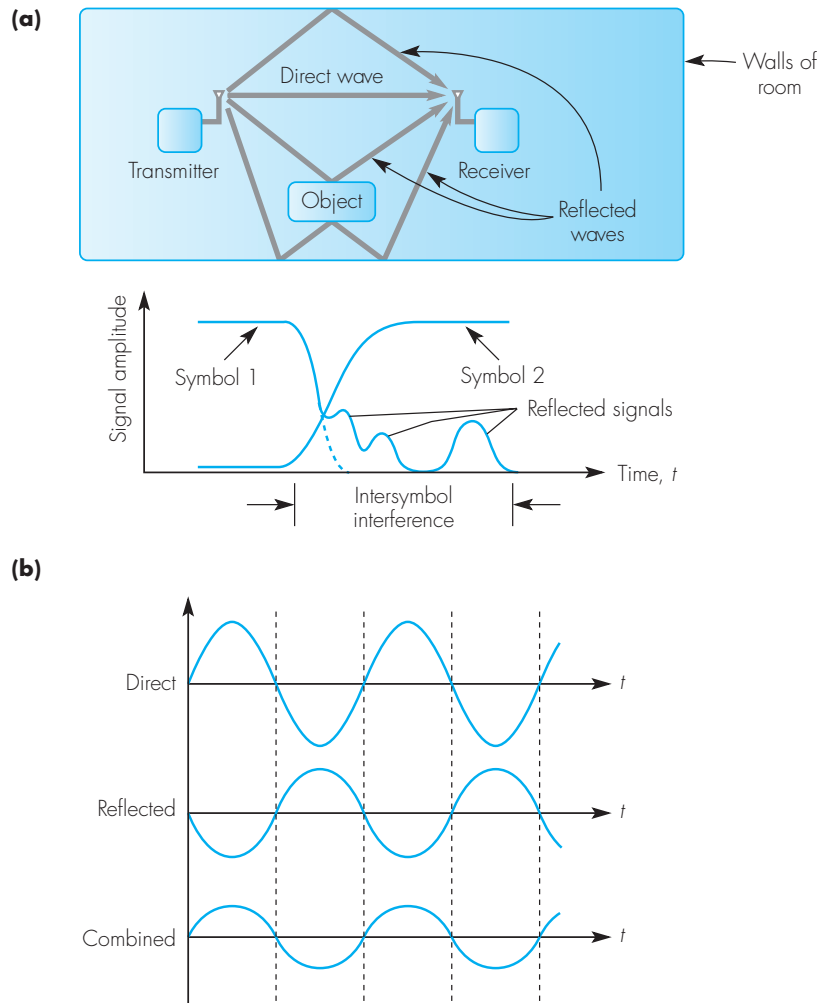 (a)
Direct wave
Walls of
room
Transmitter
Receiver
Object
Reflected
waves
Signal amplitude
Symbol 1
Symbol 2
Reflected signals
Time, t
Intersymbol
interference
(b)
Direct
t
Reflected
t
Combined
t